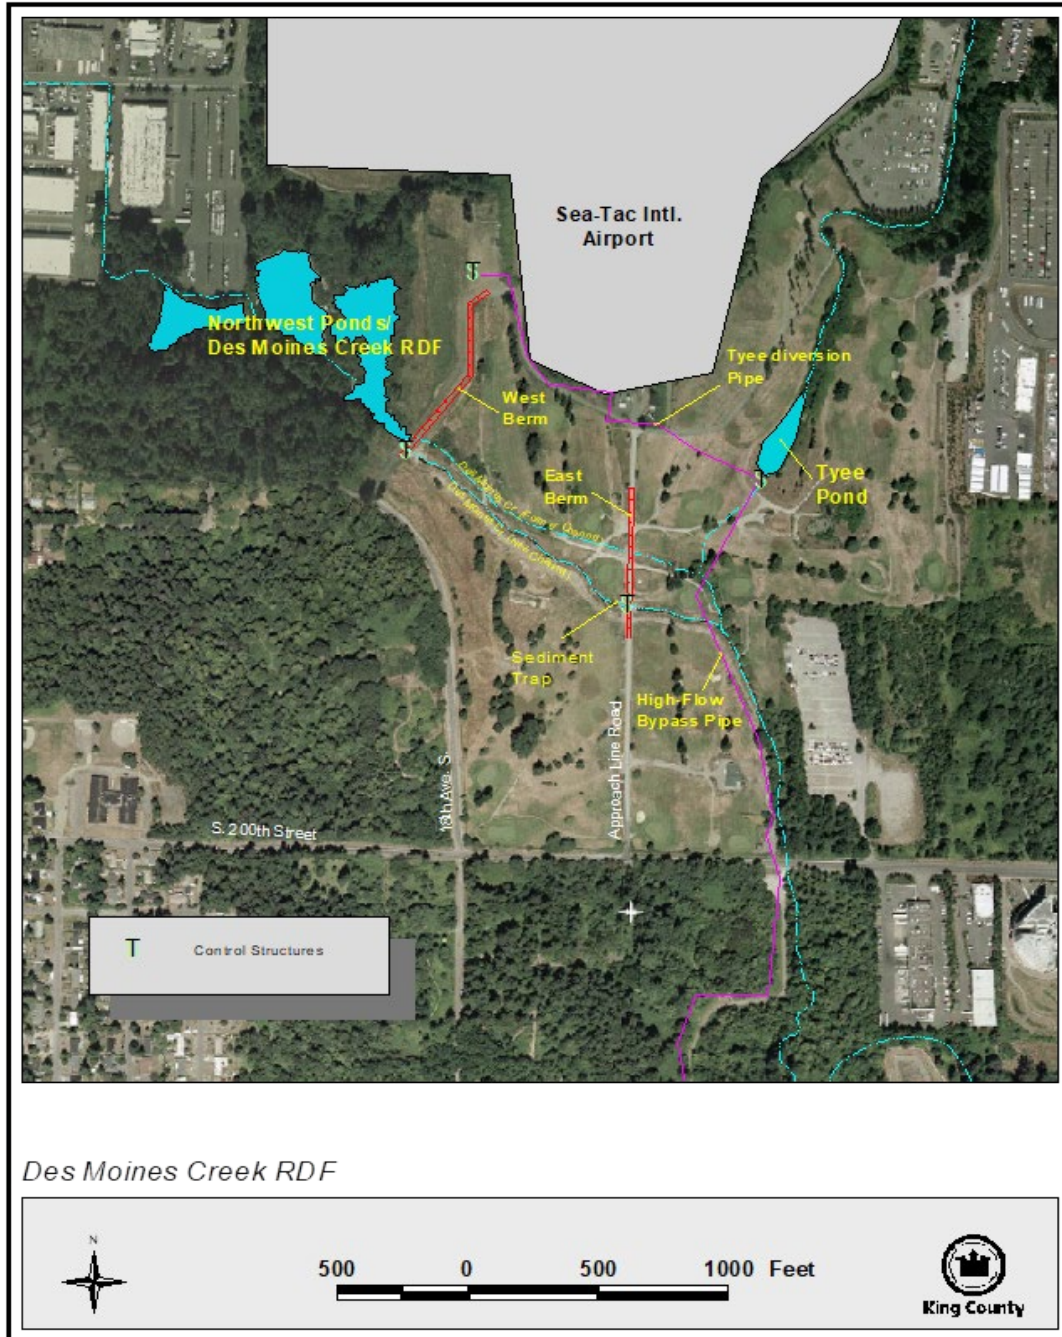 Sea-Tac Intl.
Airport
Northwest Ponds/
Des Moines Creek RDF
Tyee diversion
Pipe
West
Berm
East
Berm
Tyee
Pond
Sediment
Trap
High-Flow
Bypass Pipe
Approach Line Road
18th Ave. S.
S. 200th Street
T Control Structures
Des Moines Creek RDF
N
500 0 500 1000 Feet
King County